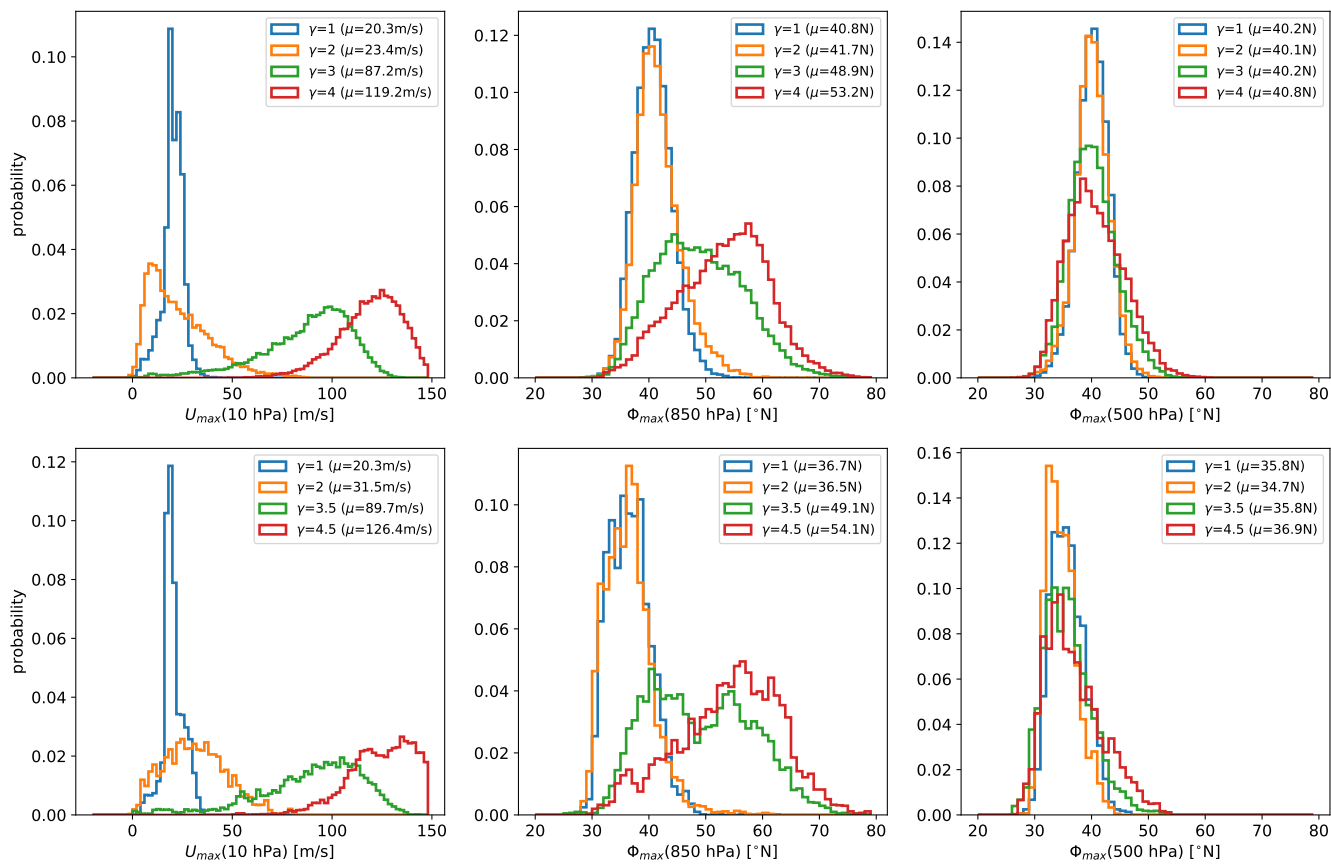 probability
0.10
0.08
0.06
0.04
0.02
0.00
0
50
100
150
U_max(10 hPa) [m/s]
γ=1 (μ=20.3m/s)
γ=2 (μ=23.4m/s)
γ=3 (μ=87.2m/s)
γ=4 (μ=119.2m/s)
0.12
0.10
0.08
0.06
0.04
0.02
0.00
20
30
40
50
60
70
80
Φ_max(850 hPa) [°N]
γ=1 (μ=40.8N)
γ=2 (μ=41.7N)
γ=3 (μ=48.9N)
γ=4 (μ=53.2N)
0.14
0.12
0.10
0.08
0.06
0.04
0.02
0.00
20
30
40
50
60
70
80
Φ_max(500 hPa) [°N]
γ=1 (μ=40.2N)
γ=2 (μ=40.1N)
γ=3 (μ=40.2N)
γ=4 (μ=40.8N)
probability
0.12
0.10
0.08
0.06
0.04
0.02
0.00
0
50
100
150
U_max(10 hPa) [m/s]
γ=1 (μ=20.3m/s)
γ=2 (μ=31.5m/s)
γ=3.5 (μ=89.7m/s)
γ=4.5 (μ=126.4m/s)
0.12
0.10
0.08
0.06
0.04
0.02
0.00
20
30
40
50
60
70
80
Φ_max(850 hPa) [°N]
γ=1 (μ=36.7N)
γ=2 (μ=36.5N)
γ=3.5 (μ=49.1N)
γ=4.5 (μ=54.1N)
0.16
0.14
0.12
0.10
0.08
0.06
0.04
0.02
0.00
20
30
40
50
60
70
80
Φ_max(500 hPa) [°N]
γ=1 (μ=35.8N)
γ=2 (μ=34.7N)
γ=3.5 (μ=35.8N)
γ=4.5 (μ=36.9N)